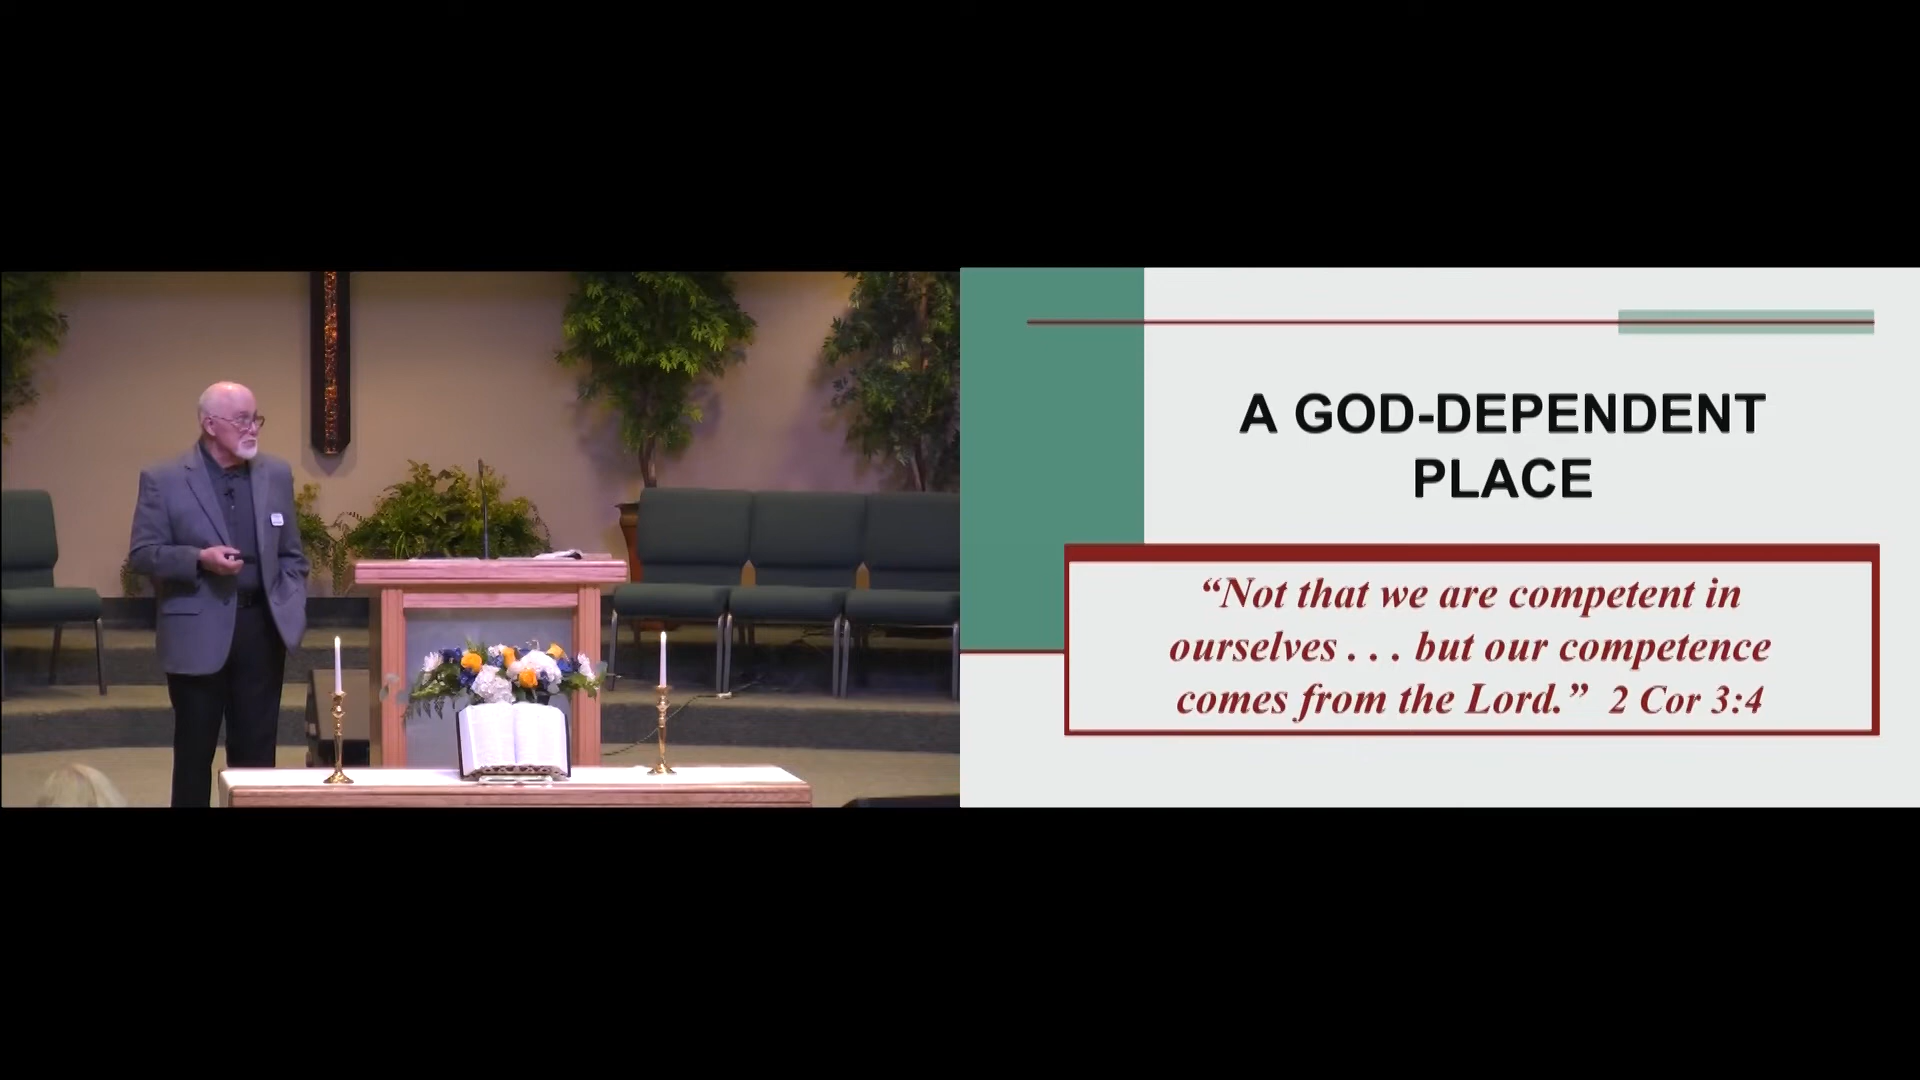 A GOD-DEPENDENT
PLACE
“Not that we are competent in
ourselves . . . but our competence
comes from the Lord.” 2 Cor 3:4